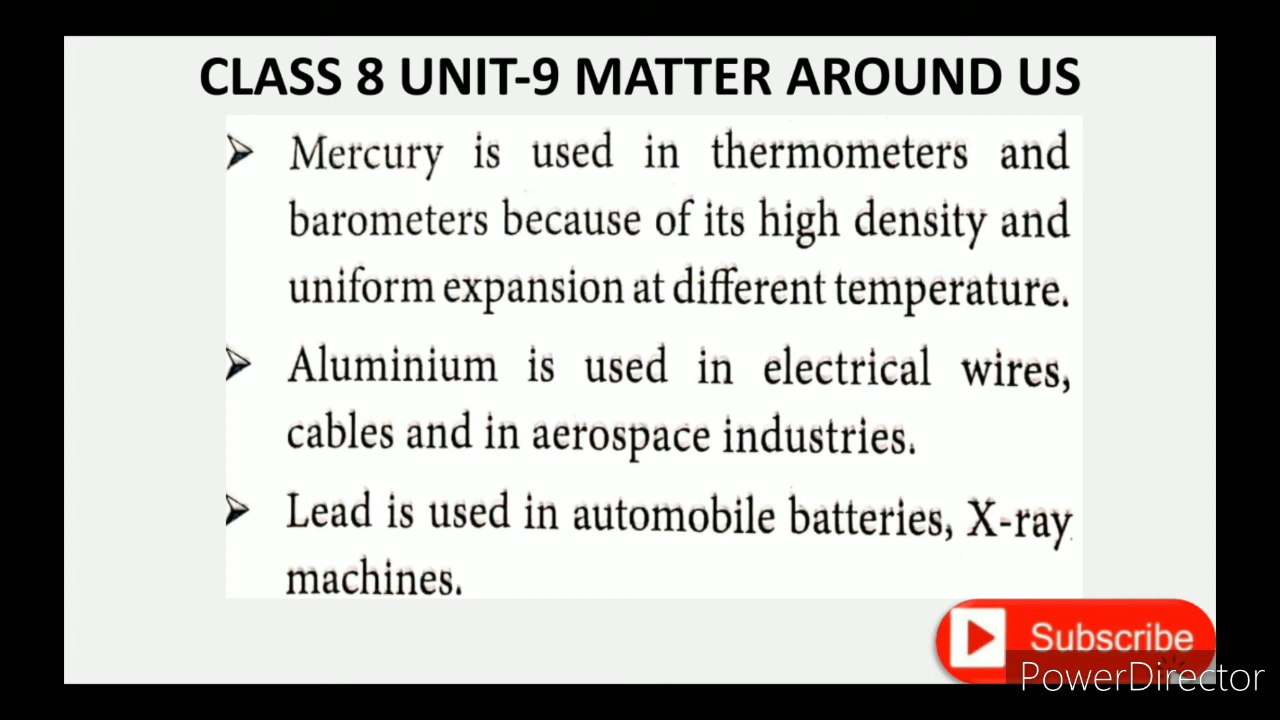 CLASS 8 UNIT-9 MATTER AROUND US
➢ Mercury is used in thermometers and
barometers because of its high density and
uniform expansion at different temperature.
➢ Aluminium is used in electrical wires,
cables and in aerospace industries.
➢ Lead is used in automobile batteries, X-ray
machines.
Subscribe
PowerDirector